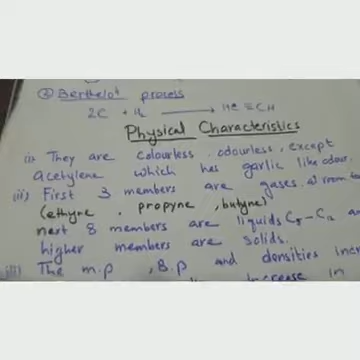 ② Berthelot process
2C + H₂ ⟶ HC ≡ CH
Physical Characteristics
(i) They are colourless, odourless, except
acetylene which has garlic like odour.
(ii) First 3 members are gases at room
(ethyne, propyne, butyne)
next 8 members are liquids C₅ –
higher members are solids.
(iii) The m.p, B.p and densities
increase in